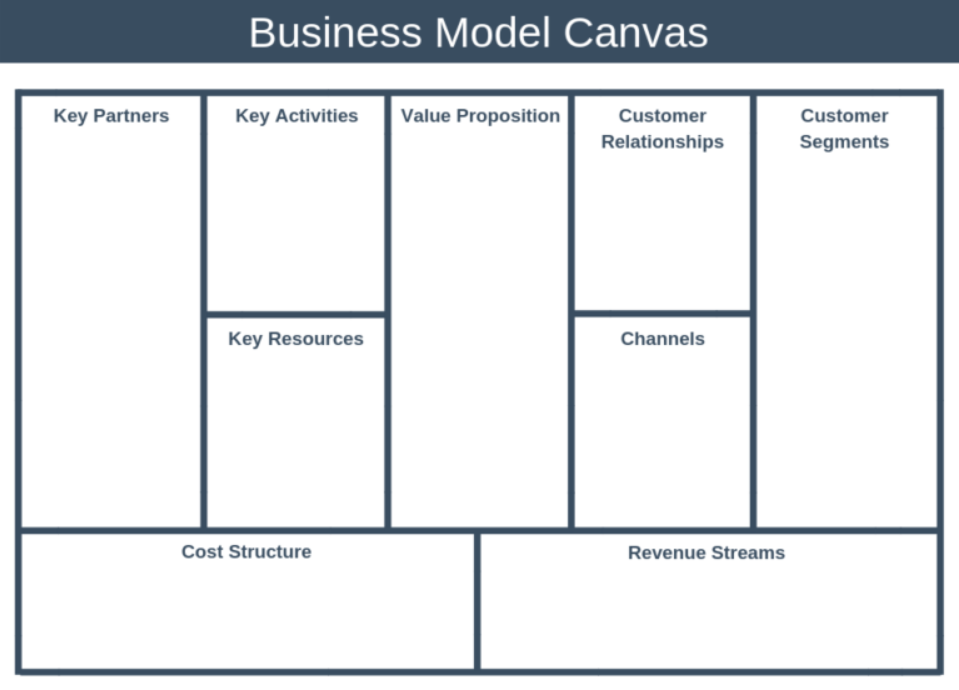 Business Model Canvas
Key Partners
Key Activities
Value Proposition
Customer
Relationships
Customer
Segments
Key Resources
Channels
Cost Structure
Revenue Streams